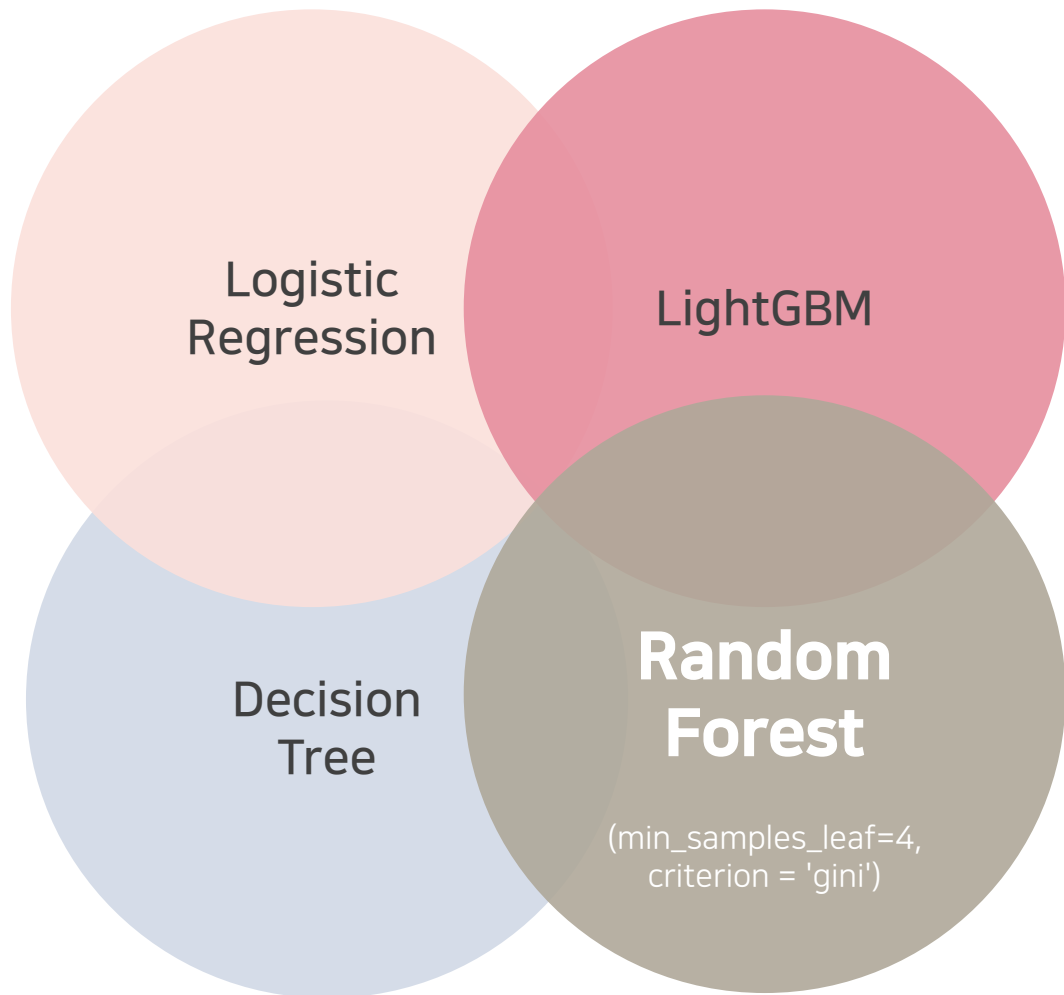 Logistic
Regression
LightGBM
Decision
Tree
Random
Forest
(min_samples_leaf=4,
criterion = 'gini')